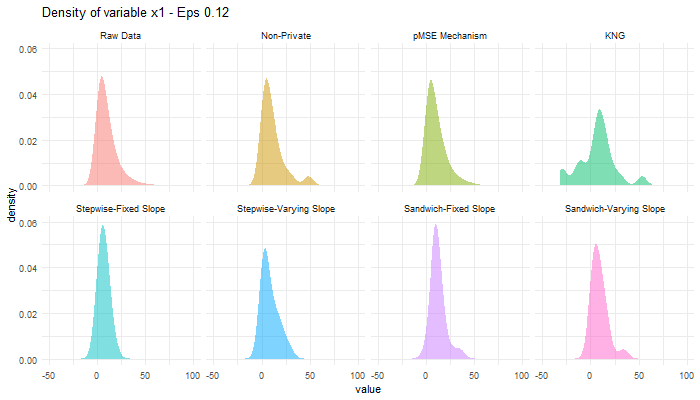 Density of variable x1 - Eps 0.12
Raw Data Non-Private pMSE Mechanism KNG
0.06
0.04
0.02
0.00
Stepwise-Fixed Slope Stepwise-Varying Slope Sandwich-Fixed Slope Sandwich-Varying Slope
0.06
0.04
0.02
0.00
density
-50 0 50 100 -50 0 50 100 -50 0 50 100 -50 0 50 100
value